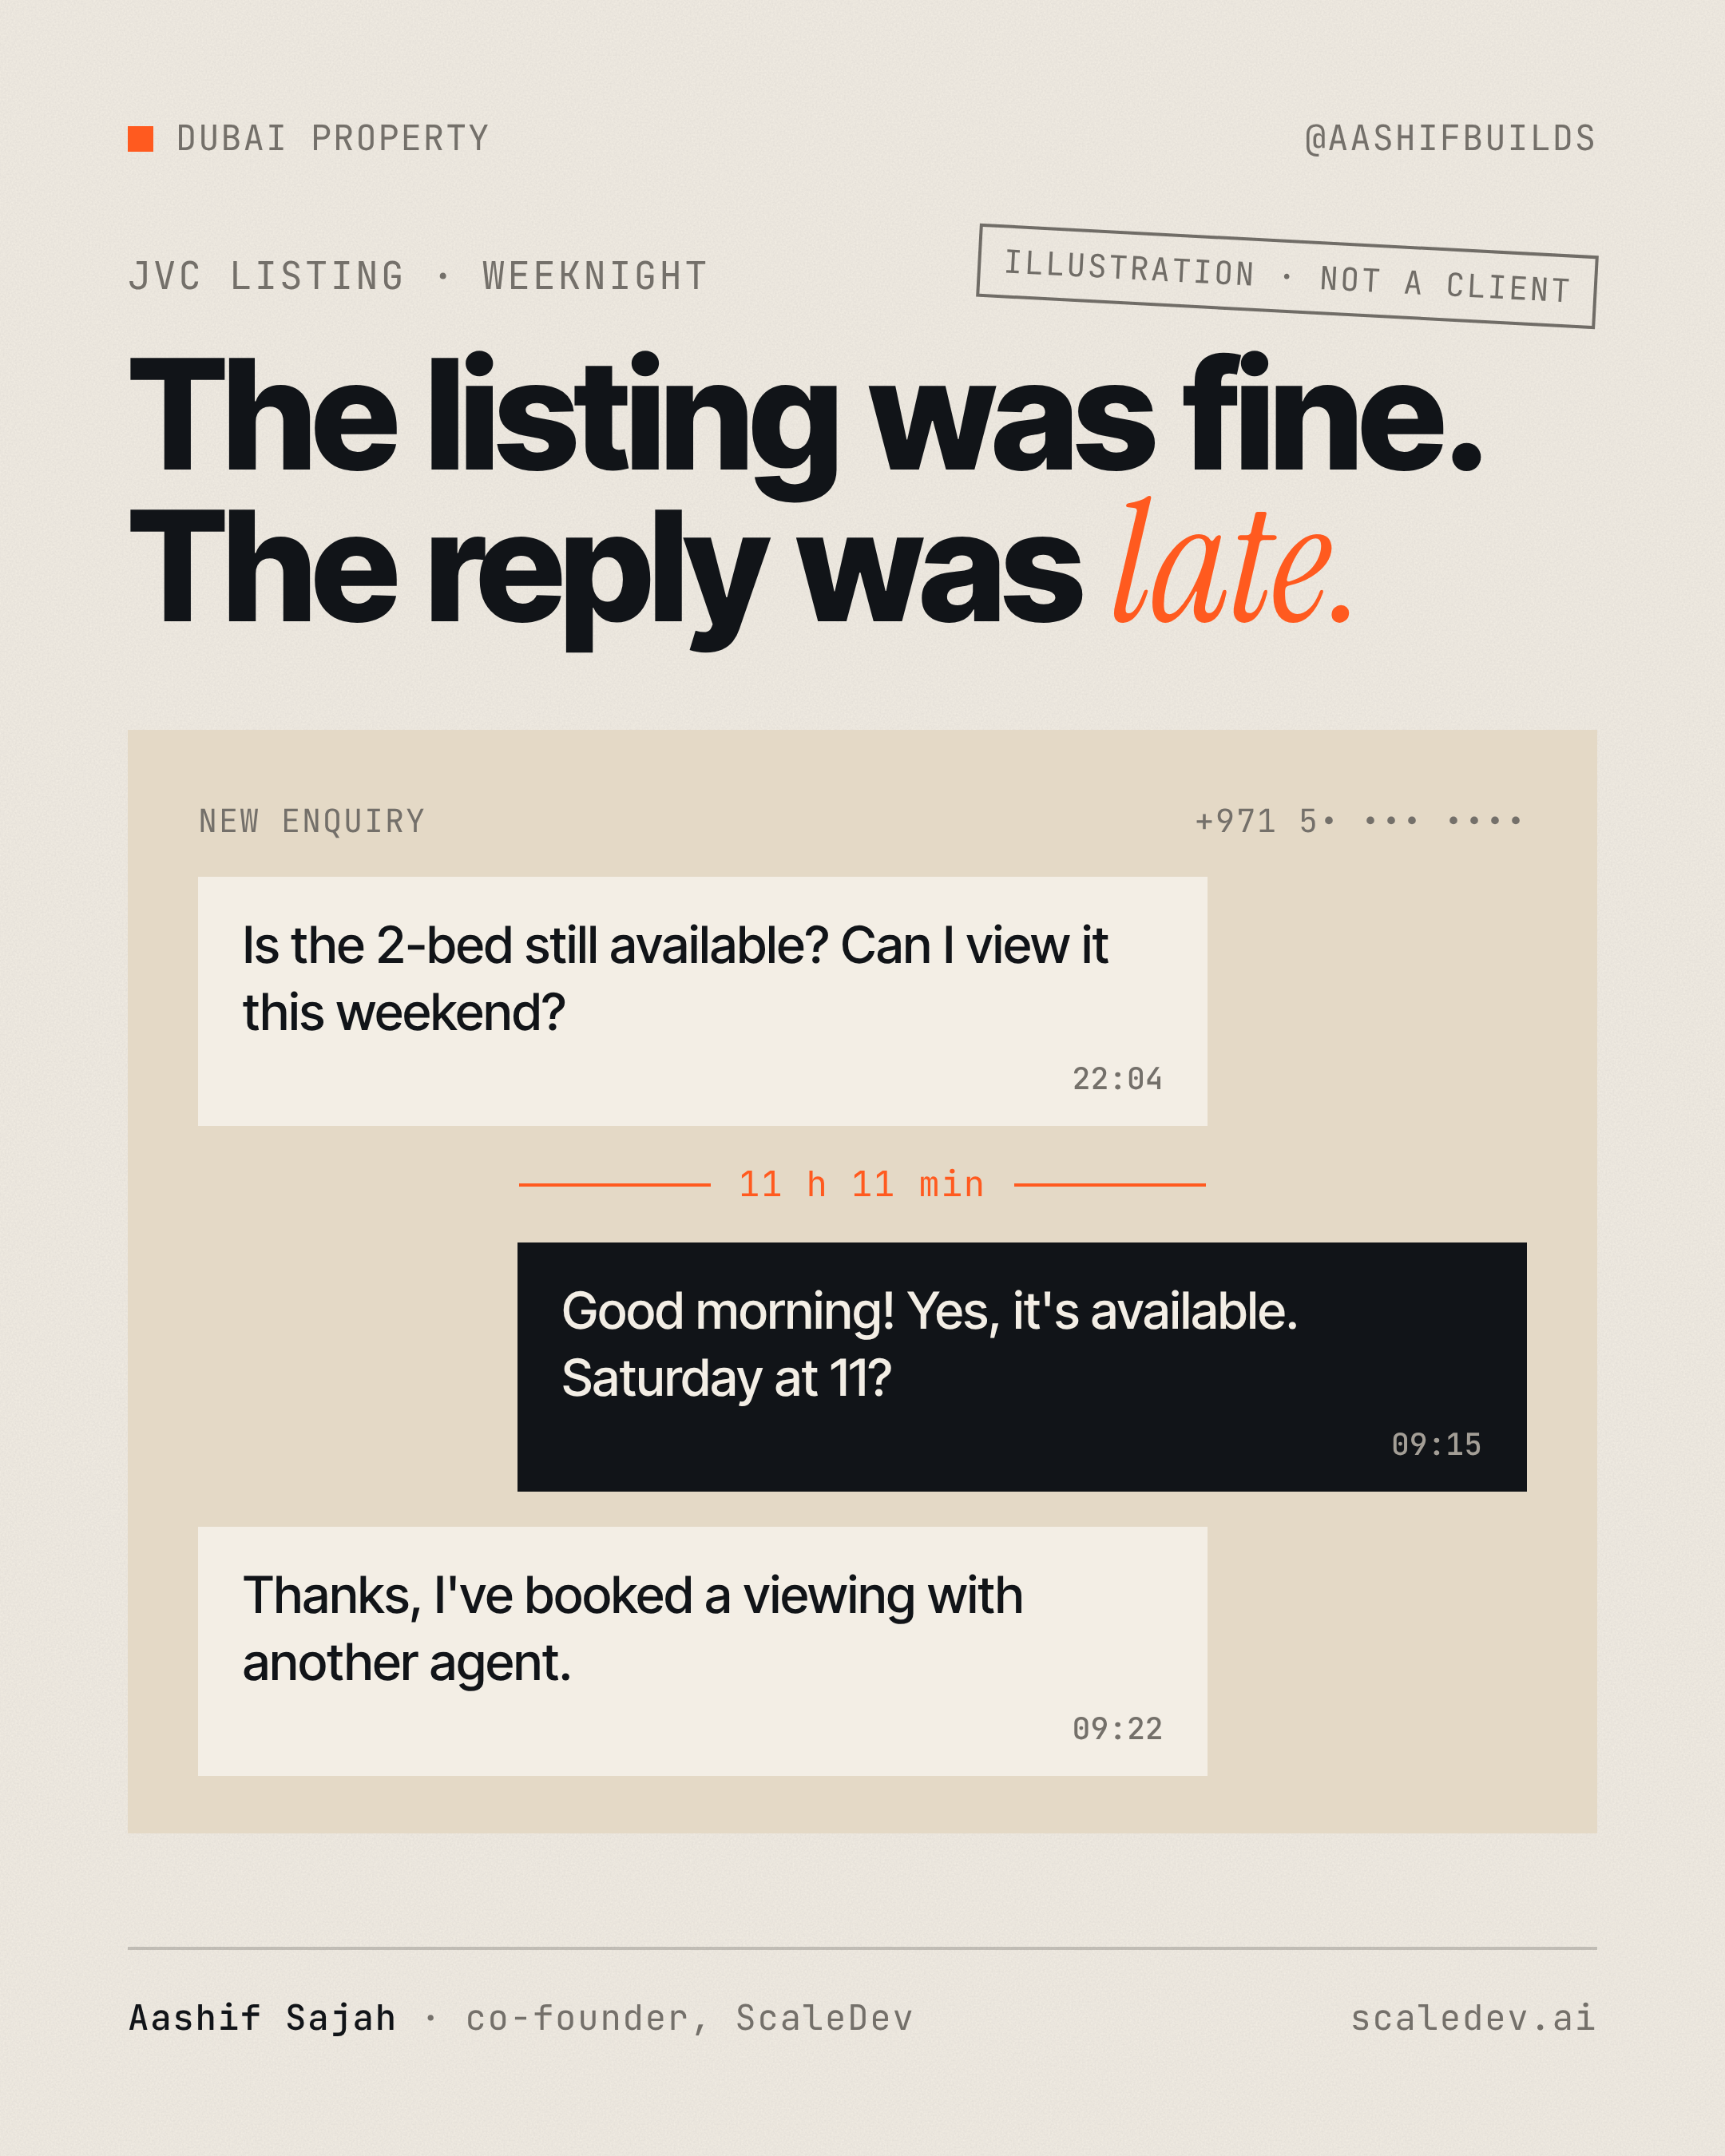 DUBAI PROPERTY
@AASHIFBUILDS
JVC LISTING · WEEKNIGHT
ILLUSTRATION · NOT A CLIENT
The listing was fine.
The reply was late.
NEW ENQUIRY
+971 5• ••• ••••
Is the 2-bed still available? Can I view it
this weekend?
22:04
11 h 11 min
Good morning! Yes, it's available.
Saturday at 11?
09:15
Thanks, I've booked a viewing with
another agent.
09:22
Aashif Sajah · co-founder, ScaleDev
scaledev.ai